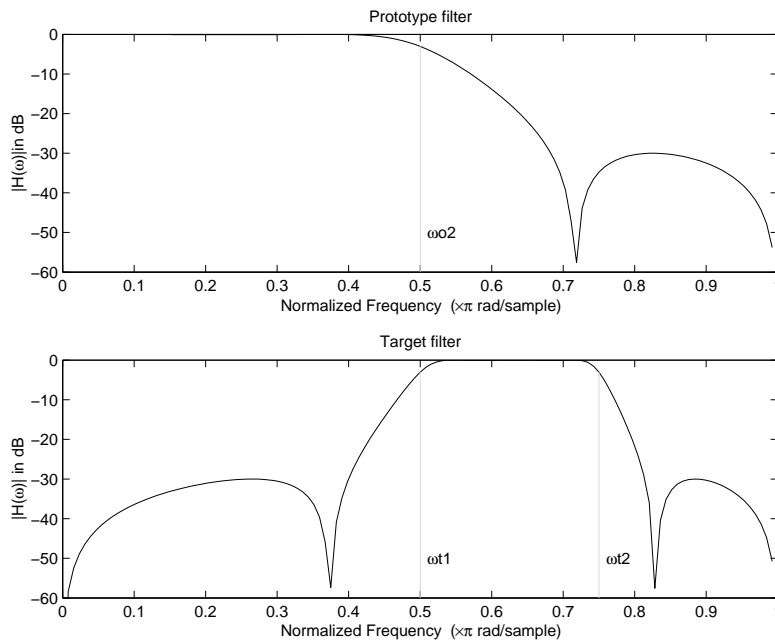 Prototype filter
0
−10
−20
−30
−40
−50
−60
|H(ω)|in dB
ωo2
0 0.1 0.2 0.3 0.4 0.5 0.6 0.7 0.8 0.9
Normalized Frequency (×π rad/sample)
Target filter
0
−10
−20
−30
−40
−50
−60
|H(ω)| in dB
ωt1 ωt2
0 0.1 0.2 0.3 0.4 0.5 0.6 0.7 0.8 0.9
Normalized Frequency (×π rad/sample)